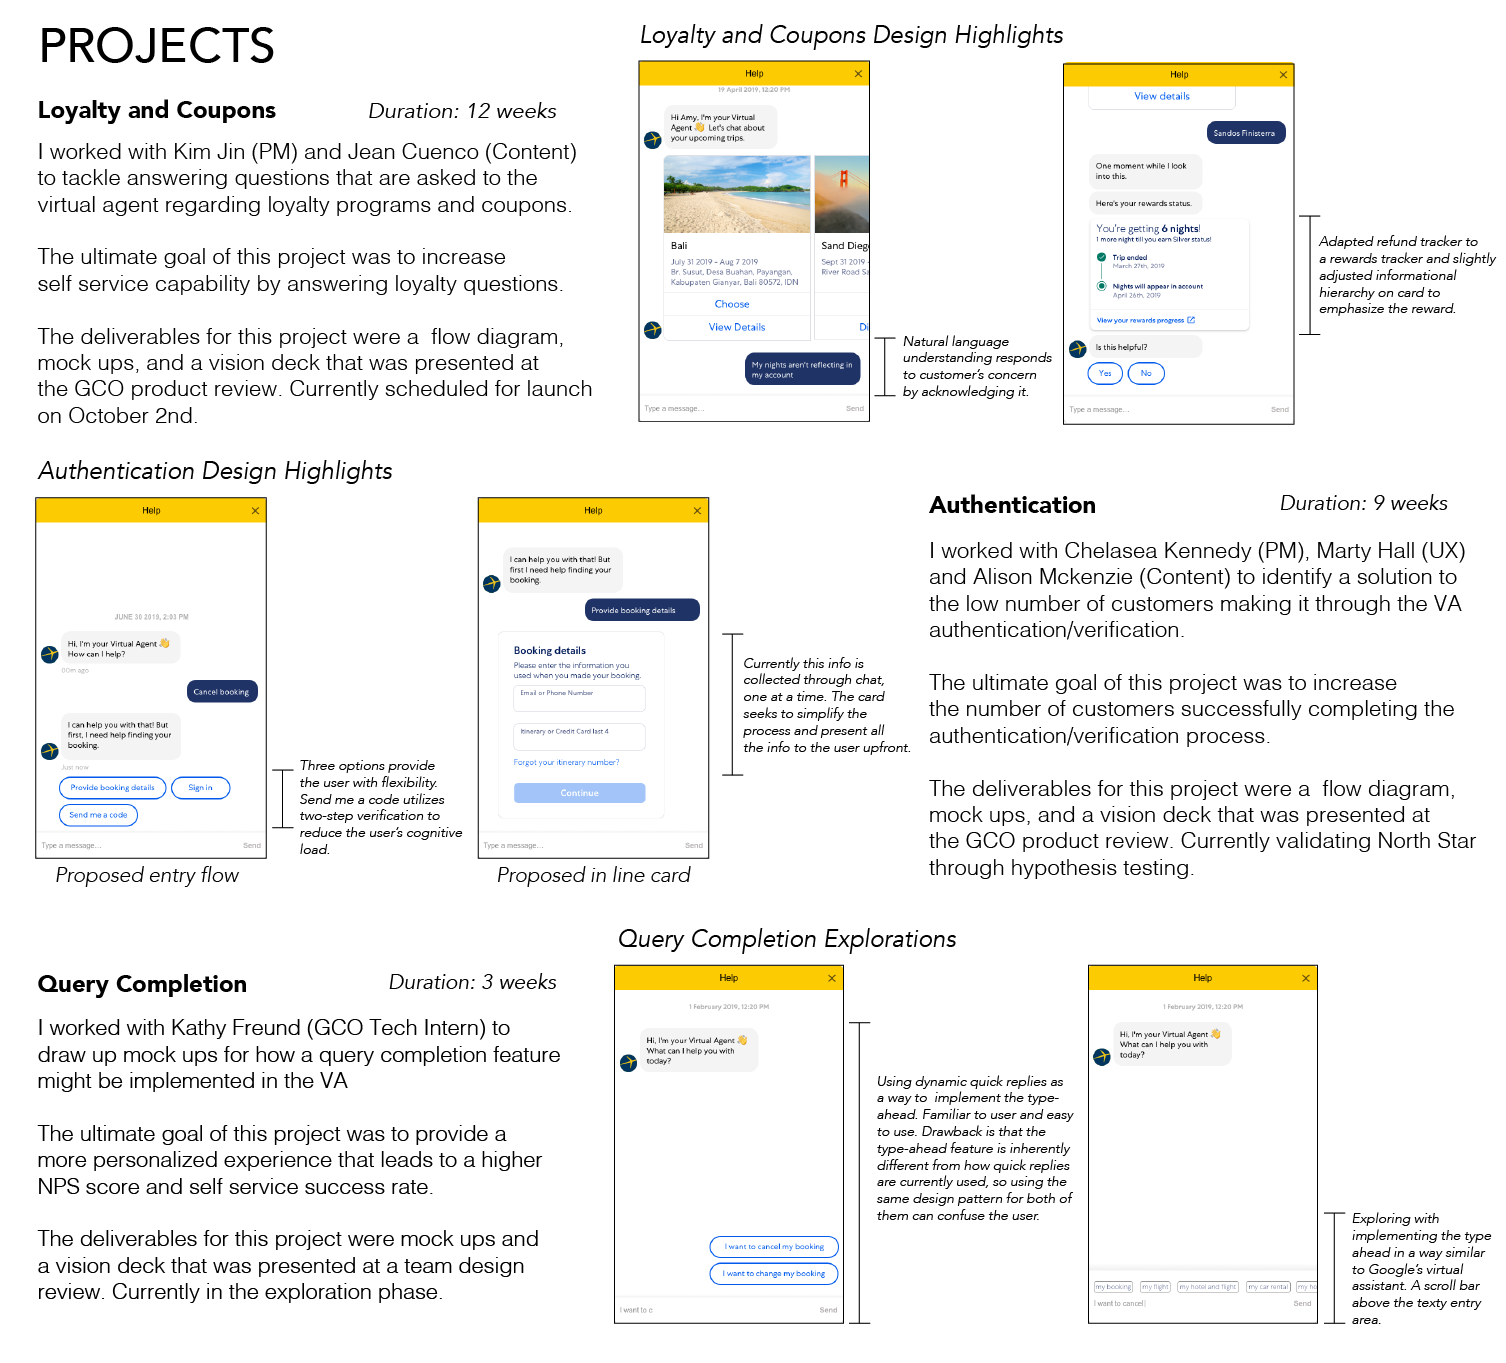 PROJECTS
Loyalty and Coupons
Duration: 12 weeks
I worked with Kim Jin (PM) and Jean Cuenco (Content)
to tackle answering questions that are asked to the
virtual agent regarding loyalty programs and coupons.
The ultimate goal of this project was to increase
self service capability by answering loyalty questions.
The deliverables for this project were a  flow diagram,
mock ups, and a vision deck that was presented at
the GCO product review. Currently scheduled for launch
on October 2nd.
Loyalty and Coupons Design Highlights
Help
19 April 2019, 12:20 PM
Hi Amy, I'm your Virtual
Agent 👋 Let's chat about
your upcoming trips.
Bali
July 31 2019 - Aug 7 2019
Br. Susut, Desa Buahan, Payangan,
Kabupaten Gianyar, Bali 80572, IDN
Choose
View Details
Sand Dieg
Sept 31 2019 -
River Road Sa
Di
My nights aren't reflecting in
my account
Type a message...
Send
Natural language
understanding responds
to customer's concern
by acknowledging it.
Help
View details
Sandos Finisterra
One moment while I look
into this.
Here's your rewards status.
You're getting 6 nights!
1 more night till you earn Silver status!
Trip ended
March 27th, 2019
Nights will appear in account
April 26th, 2019
View your rewards progress
Is this helpful?
Yes
No
Type a message...
Send
Adapted refund tracker to
a rewards tracker and slightly
adjusted informational
hierarchy on card to
emphasize the reward.
Authentication Design Highlights
Help
JUNE 30 2019, 2:03 PM
Hi, I'm your Virtual Agent 👋
How can I help?
00m ago
Cancel booking
I can help you with that! But
first, I need help finding your
booking.
Just now
Provide booking details
Sign in
Send me a code
Type a message...
Send
Proposed entry flow
Three options provide
the user with flexibility.
Send me a code utilizes
two-step verification to
reduce the user's cognitive
load.
Help
I can help you with that! But
first I need help finding your
booking.
Provide booking details
Booking details
Please enter the information you
used when you made your booking.
Email or Phone Number
Itinerary or Credit Card last 4
Forgot your itinerary number?
Continue
Type a message...
Send
Proposed in line card
Currently this info is
collected through chat,
one at a time. The card
seeks to simplify the
process and present all
the info to the user upfront.
Authentication
Duration: 9 weeks
I worked with Chelasea Kennedy (PM), Marty Hall (UX)
and Alison Mckenzie (Content) to identify a solution to
the low number of customers making it through the VA
authentication/verification.
The ultimate goal of this project was to increase
the number of customers successfully completing the
authentication/verification process.
The deliverables for this project were a  flow diagram,
mock ups, and a vision deck that was presented at
the GCO product review. Currently validating North Star
through hypothesis testing.
Query Completion
Duration: 3 weeks
I worked with Kathy Freund (GCO Tech Intern) to
draw up mock ups for how a query completion feature
might be implemented in the VA
The ultimate goal of this project was to provide a
more personalized experience that leads to a higher
NPS score and self service success rate.
The deliverables for this project were mock ups and
a vision deck that was presented at a team design
review. Currently in the exploration phase.
Query Completion Explorations
Help
1 February 2019, 12:20 PM
Hi, I'm your Virtual Agent 👋
What can I help you with
today?
I want to cancel my booking
I want to change my booking
I want to c
Send
Using dynamic quick replies as
a way to  implement the type-
ahead. Familiar to user and easy
to use. Drawback is that the
type-ahead feature is inherently
different from how quick replies
are currently used, so using the
same design pattern for both of
them can confuse the user.
Help
1 February 2019, 12:20 PM
Hi, I'm your Virtual Agent 👋
What can I help you with
today?
my booking
my flight
my hotel and flight
my car rental
my ho
I want to cancel|
Send
Exploring with
implementing the type
ahead in a way similar
to Google's virtual
assistant. A scroll bar
above the texty entry
area.